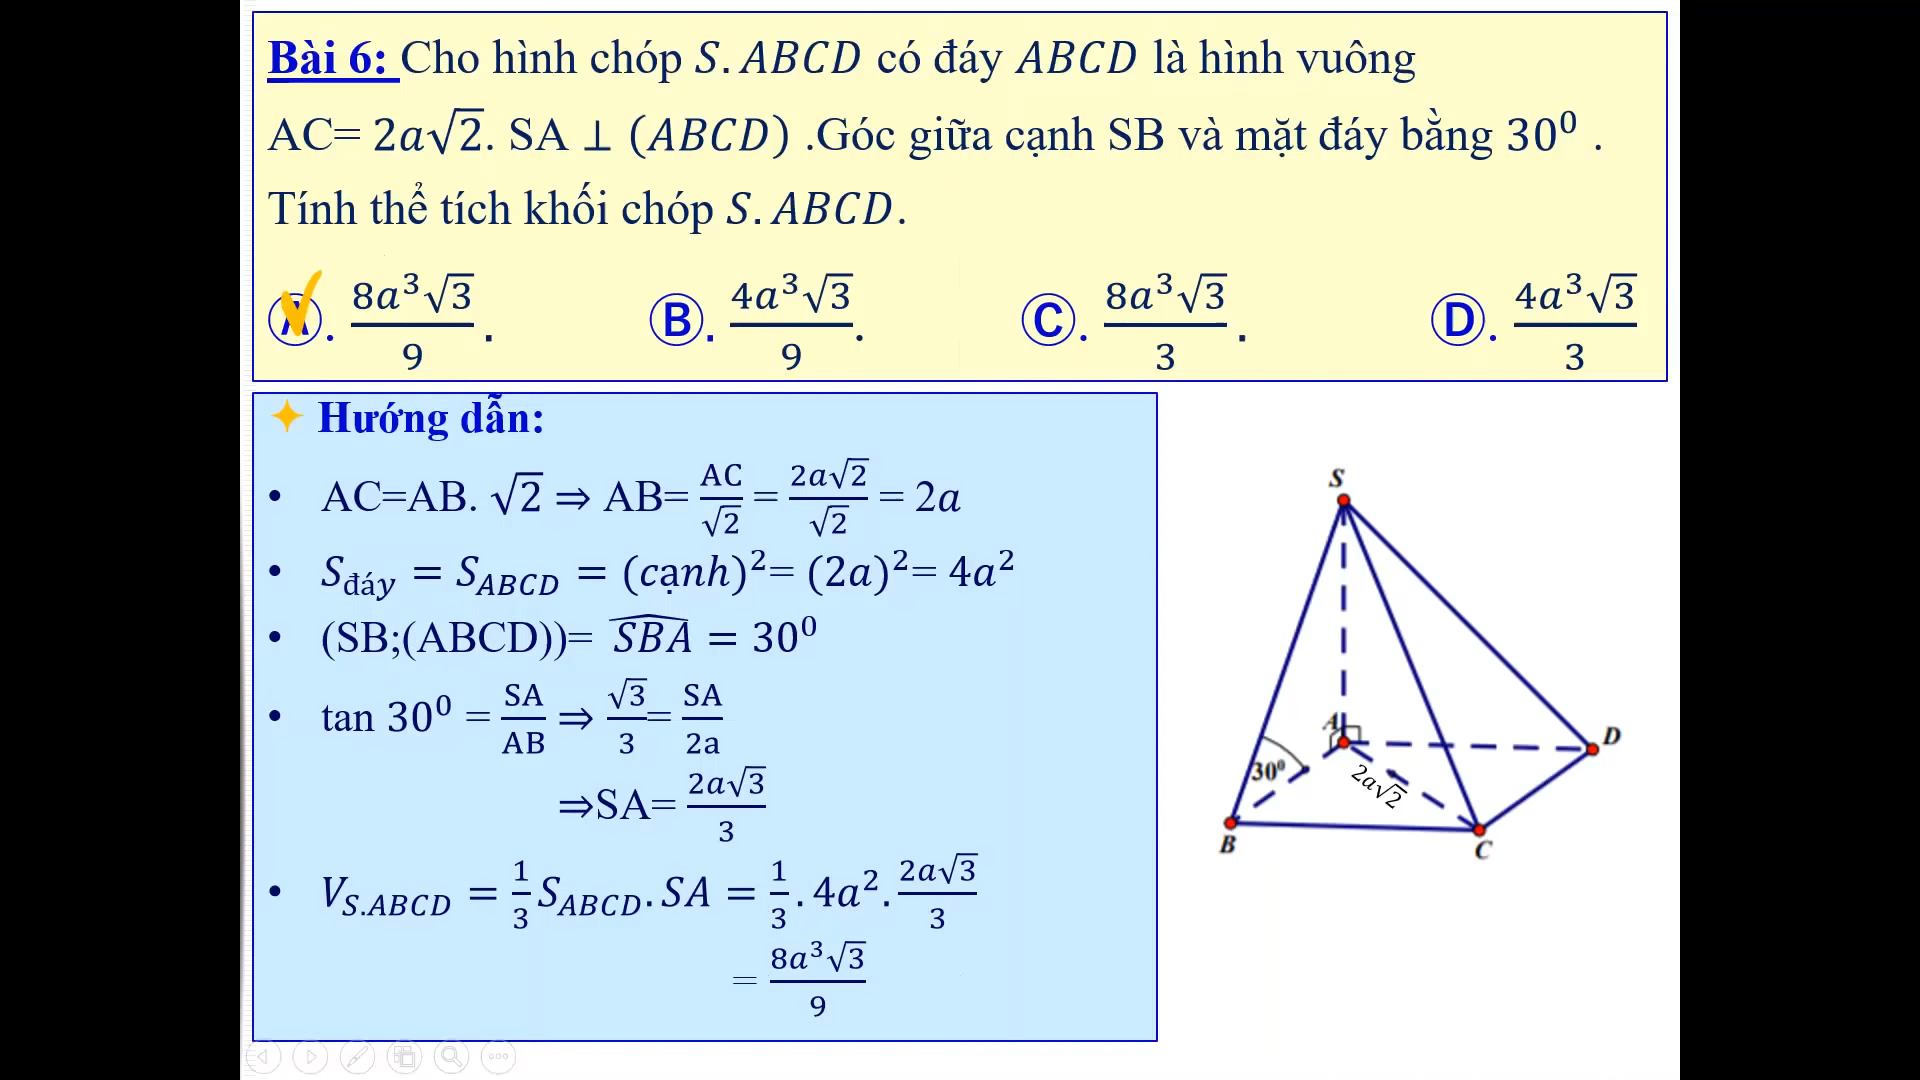 Bài 6: Cho hình chóp S.ABCD có đáy ABCD là hình vuông
AC= 2a√2. SA ⊥ (ABCD) .Góc giữa cạnh SB và mặt đáy bằng 30⁰ .
Tính thể tích khối chóp S.ABCD.
Ⓐ. 8a³√3/9 . Ⓑ. 4a³√3/9 . Ⓒ. 8a³√3/3 . Ⓓ. 4a³√3/3
Hướng dẫn:
• AC=AB. √2 ⇒ AB= AC/√2 = 2a√2/√2 = 2a
• S_đáy = S_ABCD = (cạnh)²= (2a)²= 4a²
• (SB;(ABCD))= \widehat{SBA} = 30⁰
• tan 30⁰ = SA/AB ⇒ √3/3= SA/2a
⇒SA= 2a√3/3
• V_S.ABCD = 1/3 S_ABCD.SA = 1/3 . 4a². 2a√3/3
= 8a³√3/9
S
A
D
30⁰
2a√2
B
C